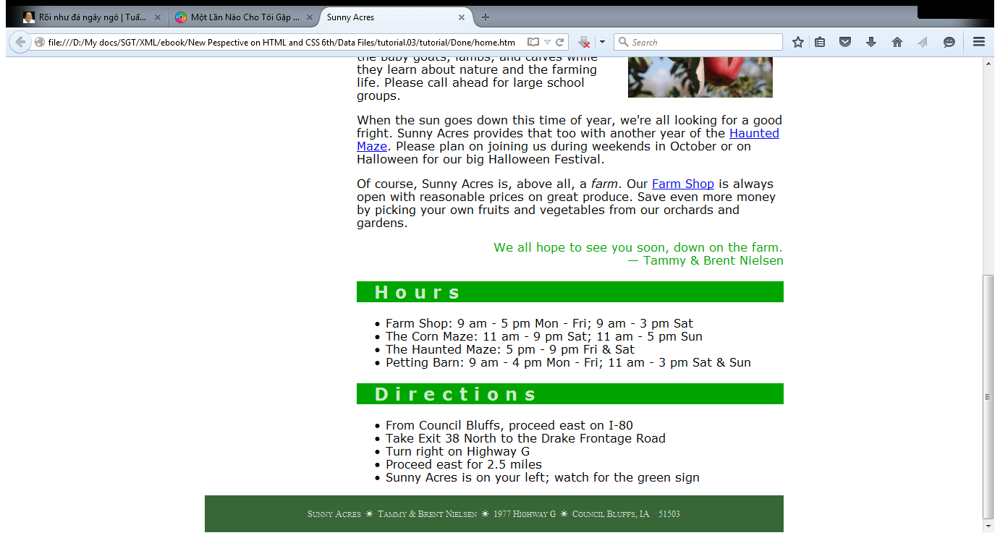 Rồi như đá ngây ngô | Tuấ...
Một Lần Nào Cho Tôi Gặp ...
Sunny Acres
file:///D:/My docs/SGT/XML/ebook/New Pespective on HTML and CSS 6th/Data Files/tutorial.03/tutorial/Done/home.htm
Search
the baby goats, lambs, and calves while
they learn about nature and the farming
life. Please call ahead for large school
groups.
When the sun goes down this time of year, we're all looking for a good
fright. Sunny Acres provides that too with another year of the Haunted
Maze. Please plan on joining us during weekends in October or on
Halloween for our big Halloween Festival.
Of course, Sunny Acres is, above all, a farm. Our Farm Shop is always
open with reasonable prices on great produce. Save even more money
by picking your own fruits and vegetables from our orchards and
gardens.
We all hope to see you soon, down on the farm.
— Tammy & Brent Nielsen
Hours
• Farm Shop: 9 am - 5 pm Mon - Fri; 9 am - 3 pm Sat
• The Corn Maze: 11 am - 9 pm Sat; 11 am - 5 pm Sun
• The Haunted Maze: 5 pm - 9 pm Fri & Sat
• Petting Barn: 9 am - 4 pm Mon - Fri; 11 am - 3 pm Sat & Sun
Directions
• From Council Bluffs, proceed east on I-80
• Take Exit 38 North to the Drake Frontage Road
• Turn right on Highway G
• Proceed east for 2.5 miles
• Sunny Acres is on your left; watch for the green sign
Sunny Acres ☀ Tammy & Brent Nielsen ☀ 1977 Highway G ☀ Council Bluffs, IA 51503